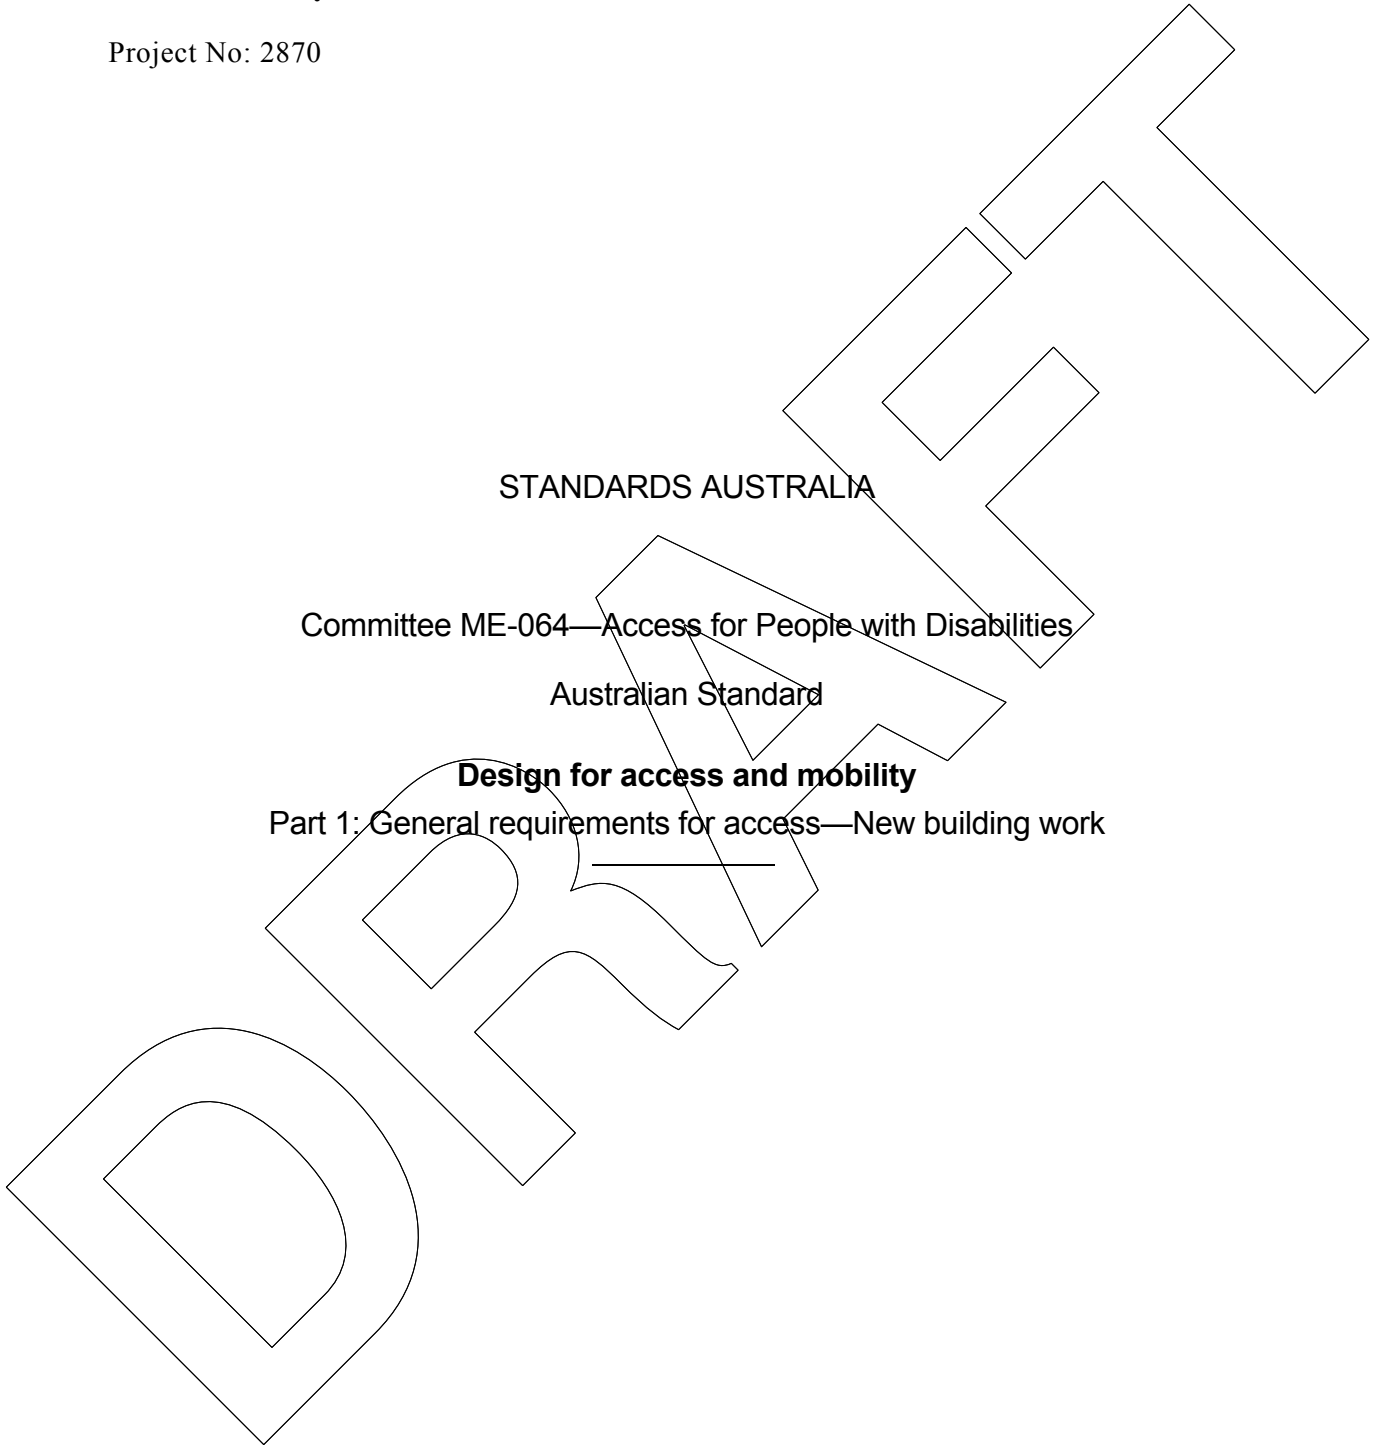 Project No: 2870
STANDARDS AUSTRALIA
Committee ME-064—Access for People with Disabilities
Australian Standard
Design for access and mobility
Part 1: General requirements for access—New building work
DRAFT